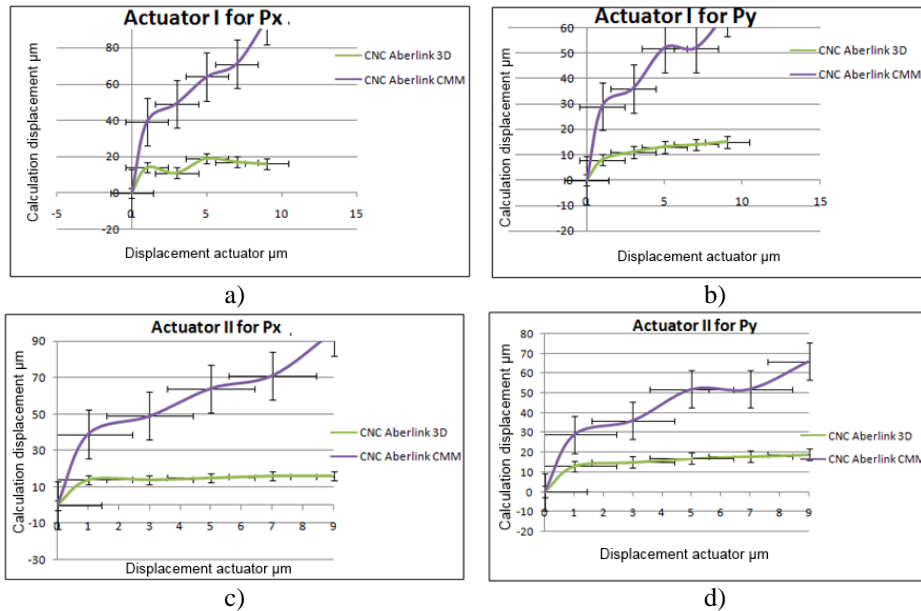 Actuator I for Px .
Calculation displacement µm
80
60
40
20
0
-20
-5
0
5
10
15
Displacement actuator µm
CNC Aberlink 3D
CNC Aberlink CMM
a)
Actuator I for Py
Calculation displacement µm
60
50
40
30
20
10
0
10
20
0
5
10
15
Displacement actuator µm
CNC Aberlink 3D
CNC Aberlink CMM
b)
Actuator II for Px .
Calculation displacement µm
90
70
50
30
10
-10
-30
1 2 3 4 5 6 7 8 9
Displacement actuator µm
CNC Aberlink 3D
CNC Aberlink CMM
c)
Actuator II for Py
Calculation displacement µm
80
70
60
50
40
30
20
10
0
-10
-20
1 2 3 4 5 6 7 8 9
Displacement actuator µm
CNC Aberlink 3D
CNC Aberlink CMM
d)